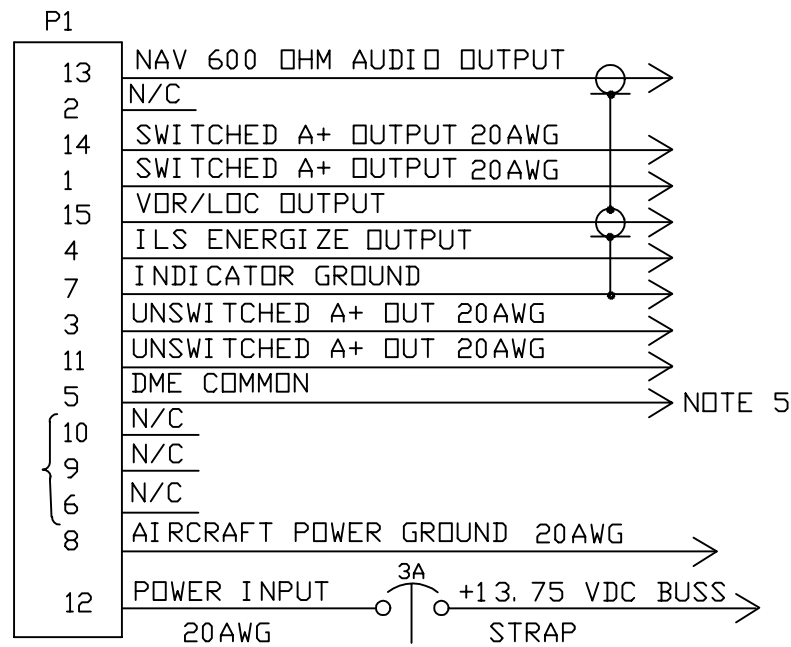 P1
13 NAV 600 OHM AUDIO OUTPUT
2 N/C
14 SWITCHED A+ OUTPUT 20AWG
1 SWITCHED A+ OUTPUT 20AWG
15 VOR/LOC OUTPUT
4 ILS ENERGIZE OUTPUT
7 INDICATOR GROUND
3 UNSWITCHED A+ OUT 20AWG
11 UNSWITCHED A+ OUT 20AWG
5 DME COMMON NOTE 5
10 N/C
9 N/C
6 N/C
8 AIRCRAFT POWER GROUND 20AWG
3A
12 POWER INPUT +13.75 VDC BUSS
20AWG STRAP